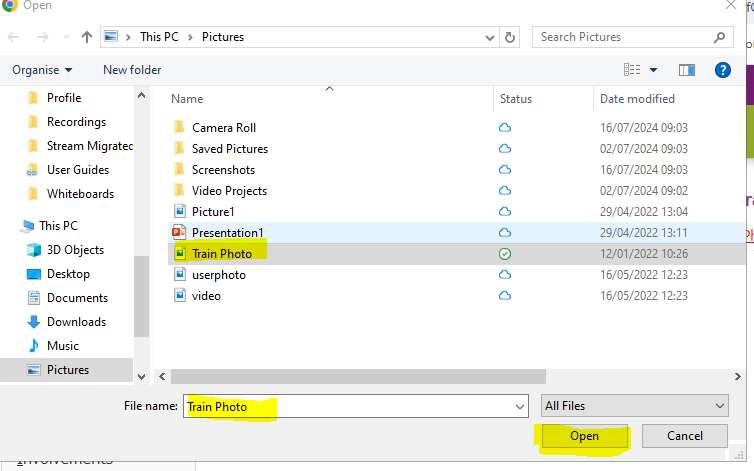 Open
This PC > Pictures
Search Pictures
Organise
New folder
Profile
Recordings
Stream Migrated
User Guides
Whiteboards
This PC
3D Objects
Desktop
Documents
Downloads
Music
Pictures
Name Status Date modified
Camera Roll 16/07/2024 09:03
Saved Pictures 02/07/2024 09:03
Screenshots 16/07/2024 09:03
Video Projects 02/07/2024 09:02
Picture1 29/04/2022 13:04
Presentation1 29/04/2022 13:11
Train Photo 12/01/2022 10:26
userphoto 16/05/2022 12:23
video 16/05/2022 12:23
File name: Train Photo
All Files
Open
Cancel
Involvements